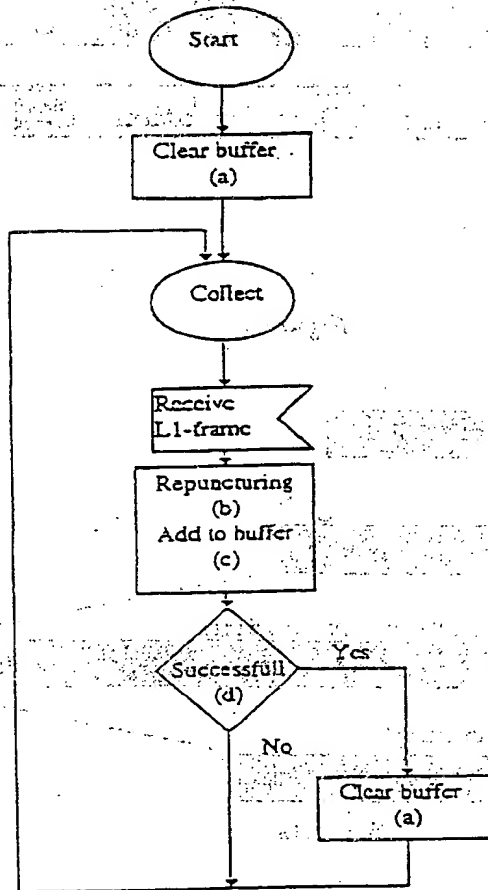 Start
Clear buffer
(a)
Collect
Receive
L1-frame
Repuncturing
(b)
Add to buffer
(c)
Successfull
(d)
Yes
No
Clear buffer
(a)